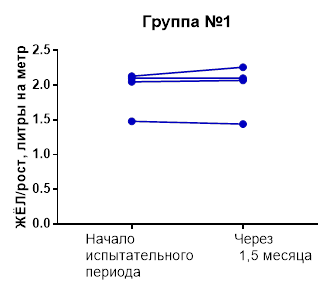 Группа №1
ЖЁЛ/рост, литры на метр
2.5
2.0
1.5
1.0
0.5
0.0
Начало
испытательного
периода
Через
1,5 месяца